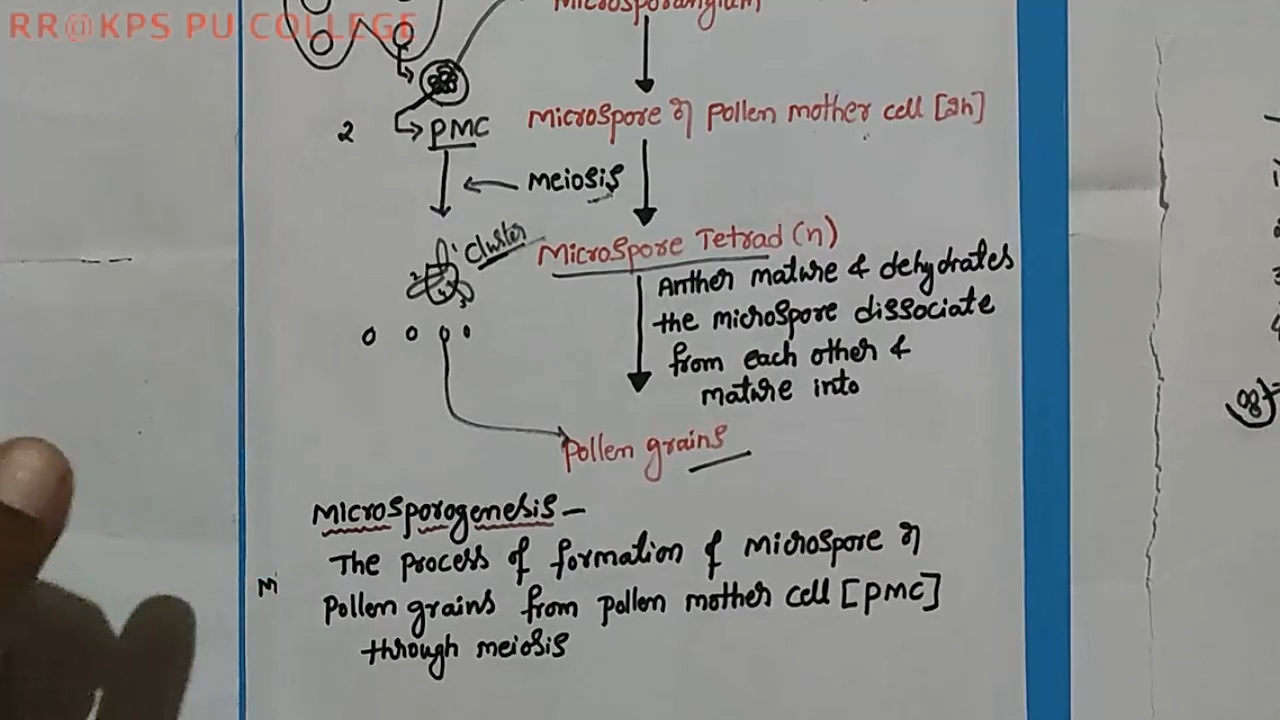 RR@KPS PU COLLEGE
Microsporangium
Microspore or pollen mother cell [2n]
2
PMC
Meiosis
cluster
Microspore Tetrad (n)
Anther mature & dehydrates
the microspore dissociate
from each other &
mature into
pollen grains
Microsporogenesis -
The process of formation of microspore or
M
pollen grains from pollen mother cell [PMC]
through meiosis